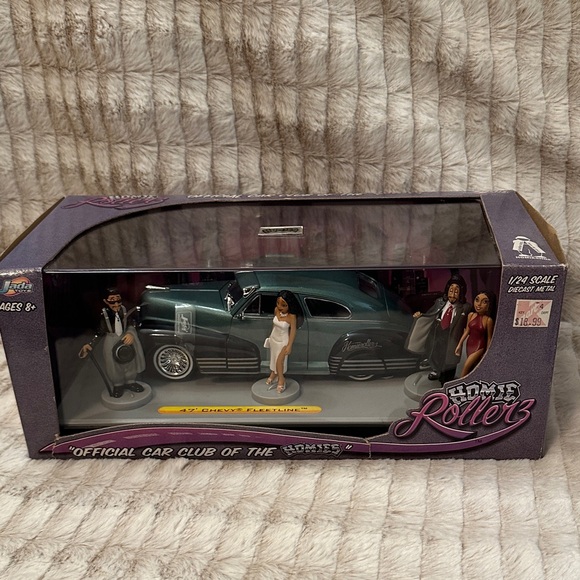 Jada
AGES 8+
1/24 SCALE
DIECAST METAL
$18.99
47' CHEVY® FLEETLINE™
HOMIE
Rollerz
"OFFICIAL CAR CLUB OF THE HOMIES"